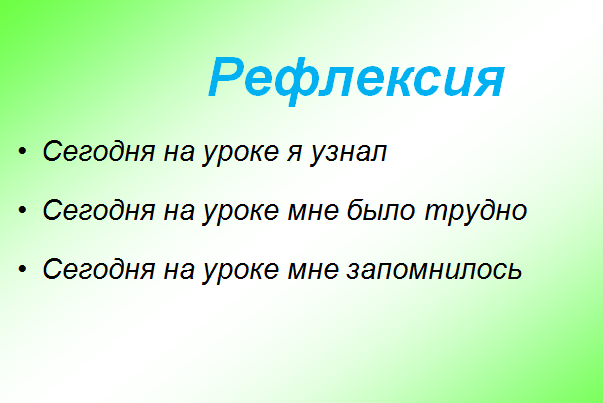 Рефлексия
• Сегодня на уроке я узнал
• Сегодня на уроке мне было трудно
• Сегодня на уроке мне запомнилось